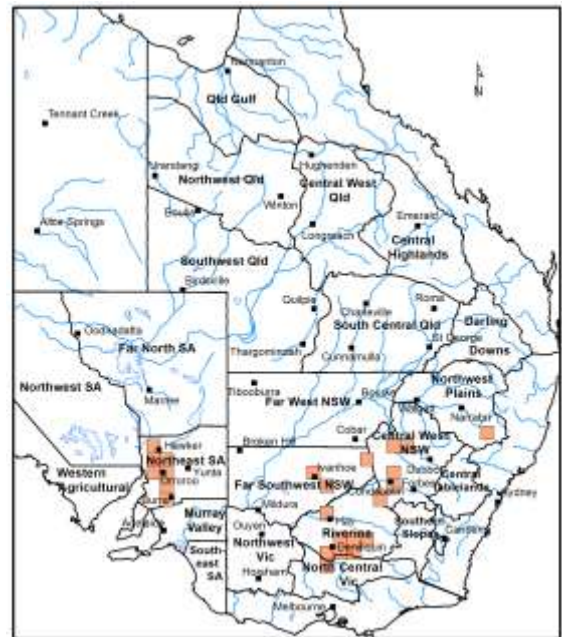 Normanton
Qld Gulf
Tennant Creek
N
Hughenden
Urandangi
Northwest Qld
Central West
Qld
Winton
Boulia
Emerald
Alice Springs
Longreach
Central
Highlands
Southwest Qld
Birdsville
Quilpie
Charleville
Roma
South Central Qld
Darling
Downs
Oodnadatta
Far North SA
St George
Thargomindah
Cunnamulla
Northwest
Plains
Northwest SA
Marree
Tibooburra
Far West NSW
Bourke
Walgett
Narrabri
Cobar
Central West
NSW
Hawker
Broken Hill
Northeast SA
Yunta
Ivanhoe
Dubbo
Central
Tablelands
Western
Agricultural
Orroroo
Far Southwest NSW
Condobolin
Forbes
Burra
Sydney
Mildura
Murray
Valley
Adelaide
Ouyen
Hay
Riverina
Southern
Slopes
Canberra
Northwest
Vic
Deniliquin
South-
east
SA
North Central
Vic
Horsham
Melbourne